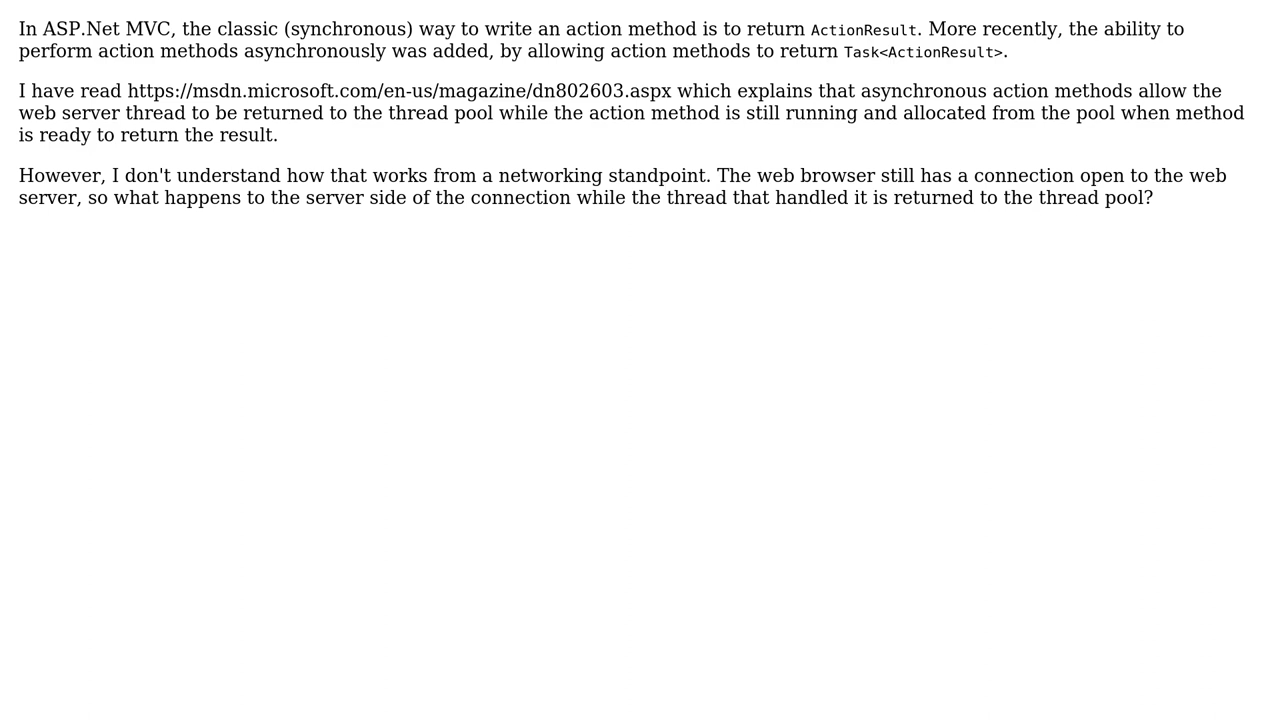 In ASP.Net MVC, the classic (synchronous) way to write an action method is to return ActionResult. More recently, the ability to
perform action methods asynchronously was added, by allowing action methods to return Task<ActionResult>.
I have read https://msdn.microsoft.com/en-us/magazine/dn802603.aspx which explains that asynchronous action methods allow the
web server thread to be returned to the thread pool while the action method is still running and allocated from the pool when method
is ready to return the result.
However, I don't understand how that works from a networking standpoint. The web browser still has a connection open to the web
server, so what happens to the server side of the connection while the thread that handled it is returned to the thread pool?